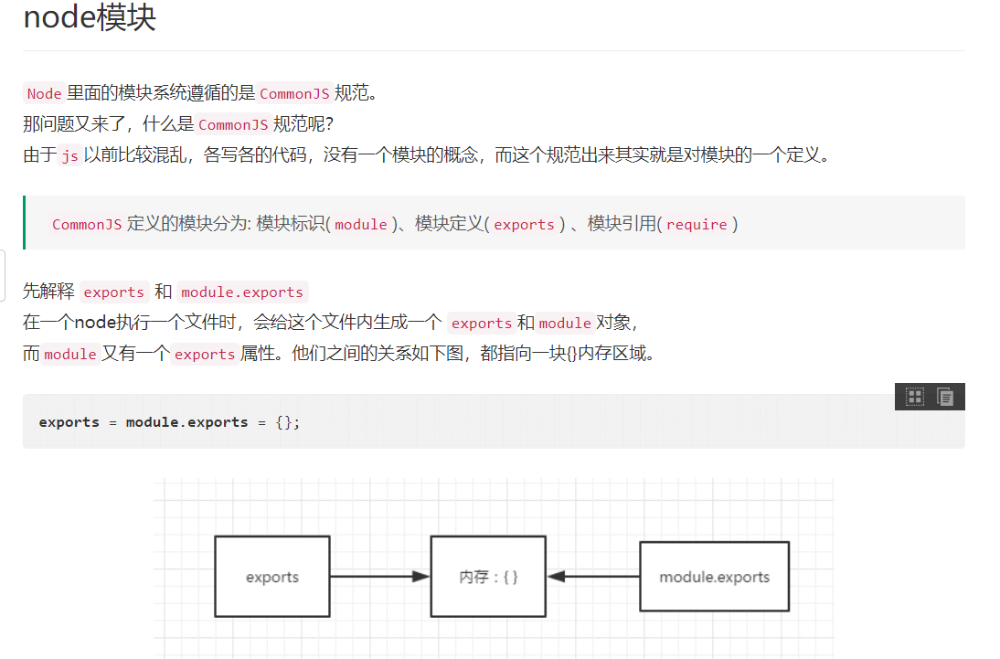 node模块
Node 里面的模块系统遵循的是 CommonJS 规范。
那问题又来了，什么是 CommonJS 规范呢?
由于 js 以前比较混乱，各写各的代码，没有一个模块的概念，而这个规范出来其实就是对模块的一个定义。
CommonJS 定义的模块分为: 模块标识( module )、模块定义( exports ) 、模块引用( require )
先解释 exports 和 module.exports
在一个node执行一个文件时，会给这个文件内生成一个 exports 和 module 对象，
而 module 又有一个 exports 属性。他们之间的关系如下图，都指向一块{}内存区域。
exports = module.exports = {};
exports
内存 : { }
module.exports